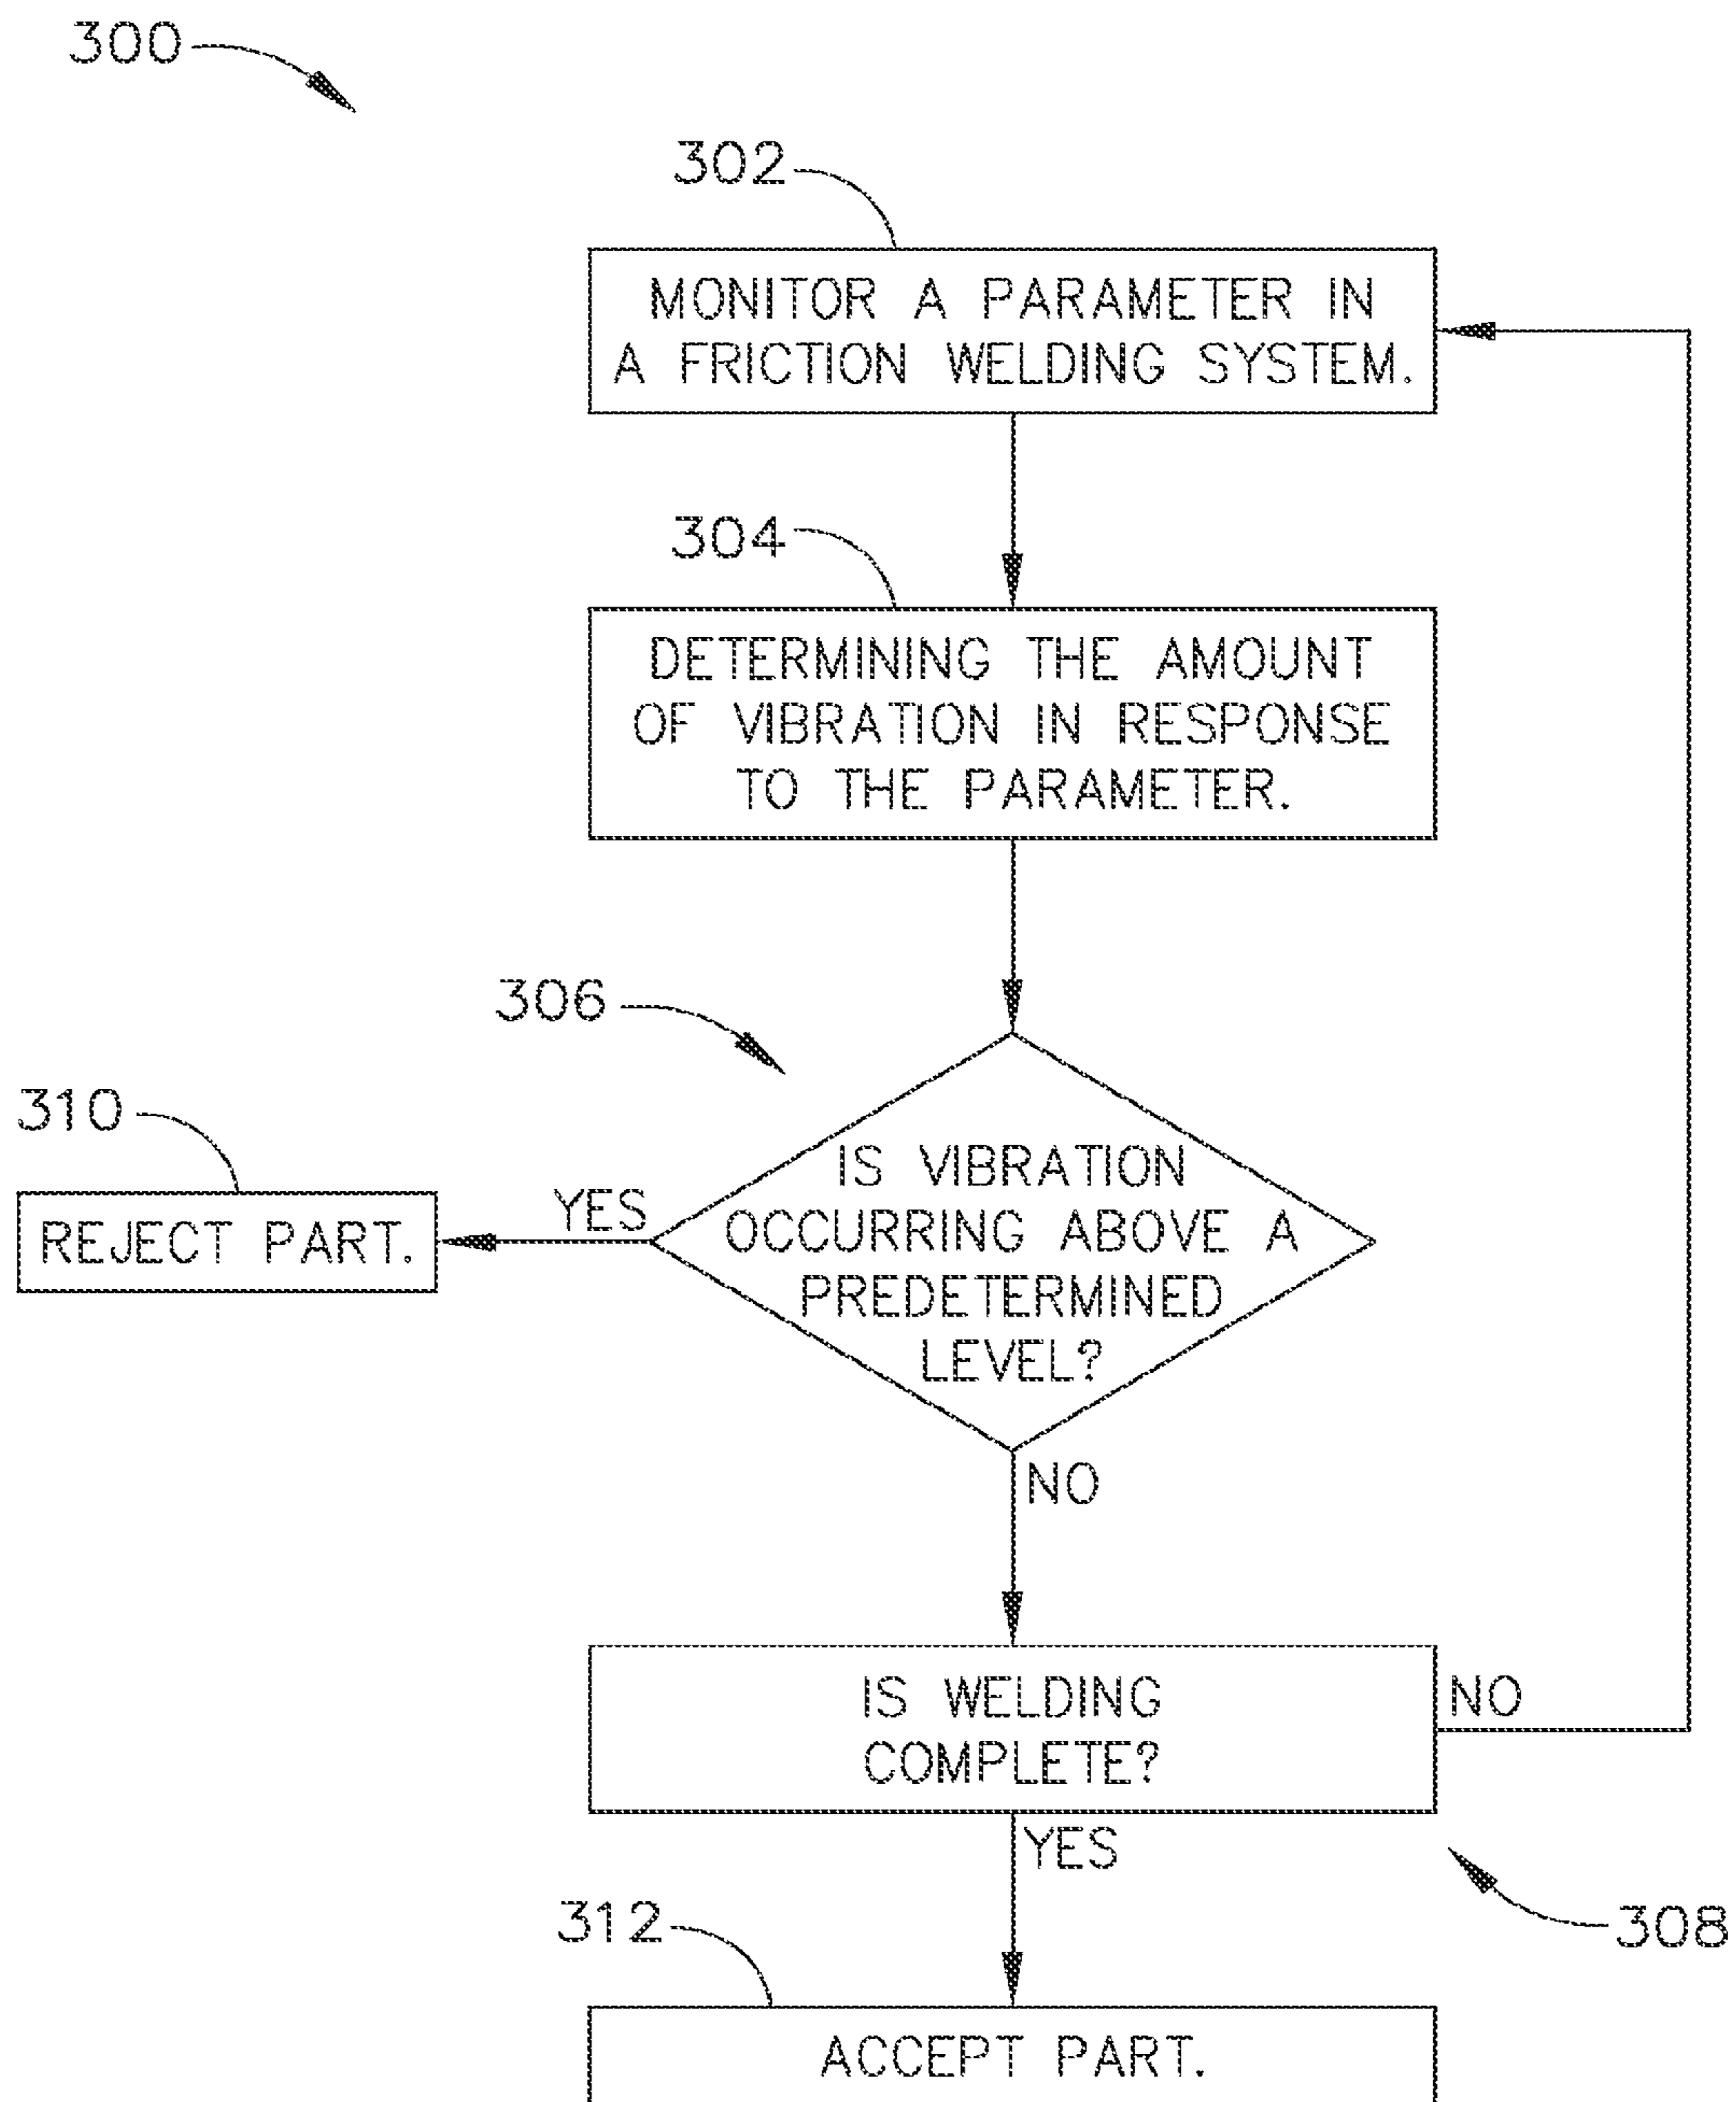 300
302
MONITOR A PARAMETER IN
A FRICTION WELDING SYSTEM.
304
DETERMINING THE AMOUNT
OF VIBRATION IN RESPONSE
TO THE PARAMETER.
306
310
IS VIBRATION
OCCURRING ABOVE A
PREDETERMINED
LEVEL?
YES
REJECT PART.
NO
IS WELDING
COMPLETE?
NO
YES
308
312
ACCEPT PART.